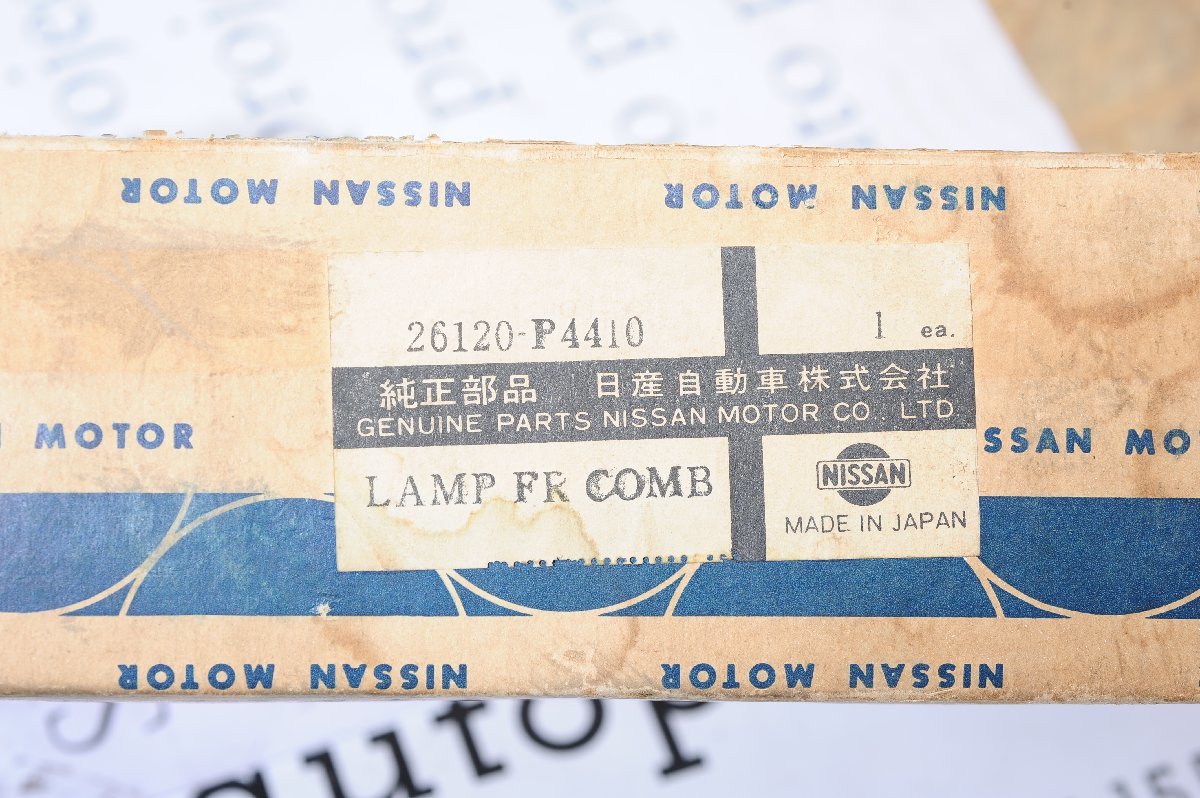 NISSAN MOTOR NISSAN MOTOR
26120-P4410 1 ea.
純正部品 日産自動車株式会社
GENUINE PARTS NISSAN MOTOR CO. LTD
MOTOR SSAN MO
LAMP FR COMB NISSAN
MADE IN JAPAN
NISSAN MOTOR NISSAN MOTOR
autop